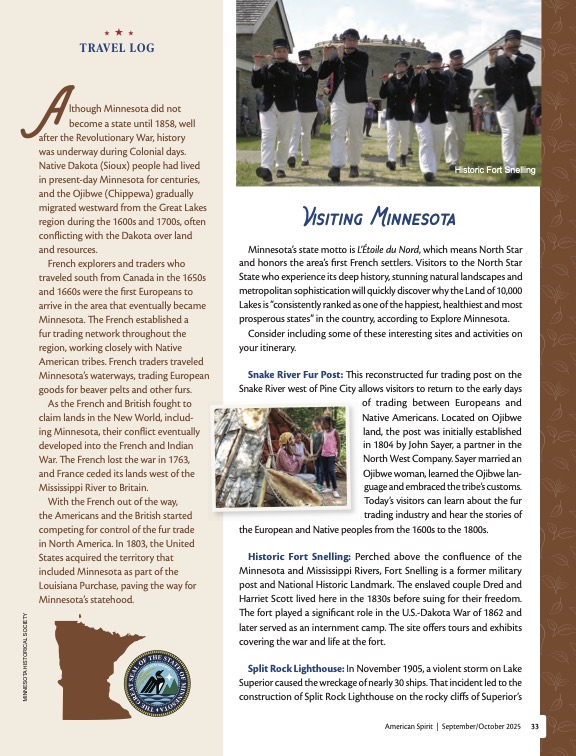 TRAVEL LOG
Although Minnesota did not
become a state until 1858, well
after the Revolutionary War, history
was underway during Colonial days.
Native Dakota (Sioux) people had lived
in present-day Minnesota for centuries,
and the Ojibwe (Chippewa) gradually
migrated westward from the Great Lakes
region during the 1600s and 1700s, often
conflicting with the Dakota over land
and resources.
French explorers and traders who
traveled south from Canada in the 1650s
and 1660s were the first Europeans to
arrive in the area that eventually became
Minnesota. The French established a
fur trading network throughout the
region, working closely with Native
American tribes. French traders traveled
Minnesota's waterways, trading European
goods for beaver pelts and other furs.
As the French and British fought to
claim lands in the New World, includ-
ing Minnesota, their conflict eventually
developed into the French and Indian
War. The French lost the war in 1763,
and France ceded its lands west of the
Mississippi River to Britain.
With the French out of the way,
the Americans and the British started
competing for control of the fur trade
in North America. In 1803, the United
States acquired the territory that
included Minnesota as part of the
Louisiana Purchase, paving the way for
Minnesota's statehood.
MINNESOTA HISTORICAL SOCIETY
THE GREAT SEAL OF THE STATE OF MINNESOTA
Historic Fort Snelling
VISITING MINNESOTA
Minnesota's state motto is L'Étoile du Nord, which means North Star
and honors the area's first French settlers. Visitors to the North Star
State who experience its deep history, stunning natural landscapes and
metropolitan sophistication will quickly discover why the Land of 10,000
Lakes is "consistently ranked as one of the happiest, healthiest and most
prosperous states" in the country, according to Explore Minnesota.
Consider including some of these interesting sites and activities on
your itinerary.
Snake River Fur Post: This reconstructed fur trading post on the
Snake River west of Pine City allows visitors to return to the early days
of trading between Europeans and
Native Americans. Located on Ojibwe
land, the post was initially established
in 1804 by John Sayer, a partner in the
North West Company. Sayer married an
Ojibwe woman, learned the Ojibwe lan-
guage and embraced the tribe's customs.
Today's visitors can learn about the fur
trading industry and hear the stories of
the European and Native peoples from the 1600s to the 1800s.
Historic Fort Snelling: Perched above the confluence of the
Minnesota and Mississippi Rivers, Fort Snelling is a former military
post and National Historic Landmark. The enslaved couple Dred and
Harriet Scott lived here in the 1830s before suing for their freedom.
The fort played a significant role in the U.S.-Dakota War of 1862 and
later served as an internment camp. The site offers tours and exhibits
covering the war and life at the fort.
Split Rock Lighthouse: In November 1905, a violent storm on Lake
Superior caused the wreckage of nearly 30 ships. That incident led to the
construction of Split Rock Lighthouse on the rocky cliffs of Superior's
American Spirit | September/October 2025 33